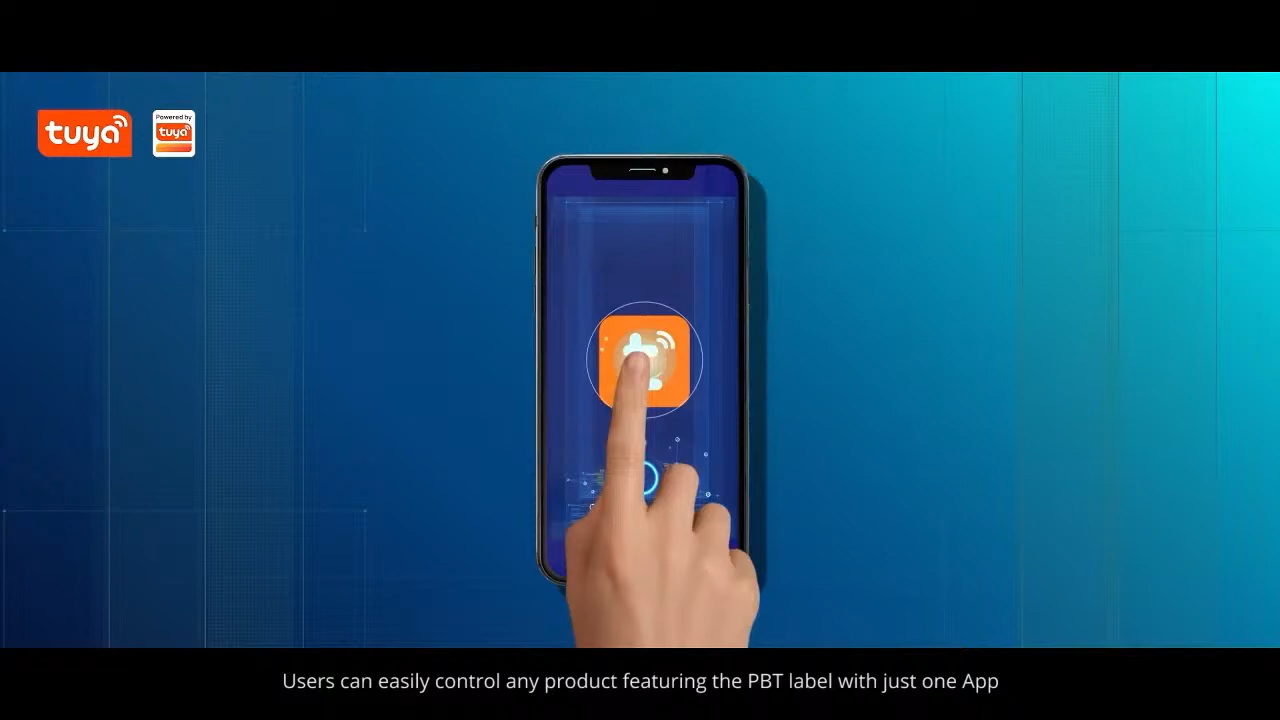 tuya
Powered by
tuya
Users can easily control any product featuring the PBT label with just one App